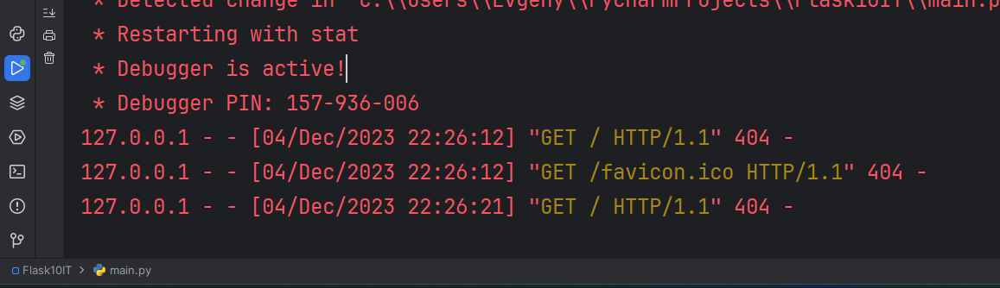 * Detected change in 'C:\\Users\\Evgeny\\PycharmProjects\\Flask10IT\\main.p
* Restarting with stat
* Debugger is active!
* Debugger PIN: 157-936-006
127.0.0.1 - - [04/Dec/2023 22:26:12] "GET / HTTP/1.1" 404 -
127.0.0.1 - - [04/Dec/2023 22:26:12] "GET /favicon.ico HTTP/1.1" 404 -
127.0.0.1 - - [04/Dec/2023 22:26:21] "GET / HTTP/1.1" 404 -
Flask10IT > main.py